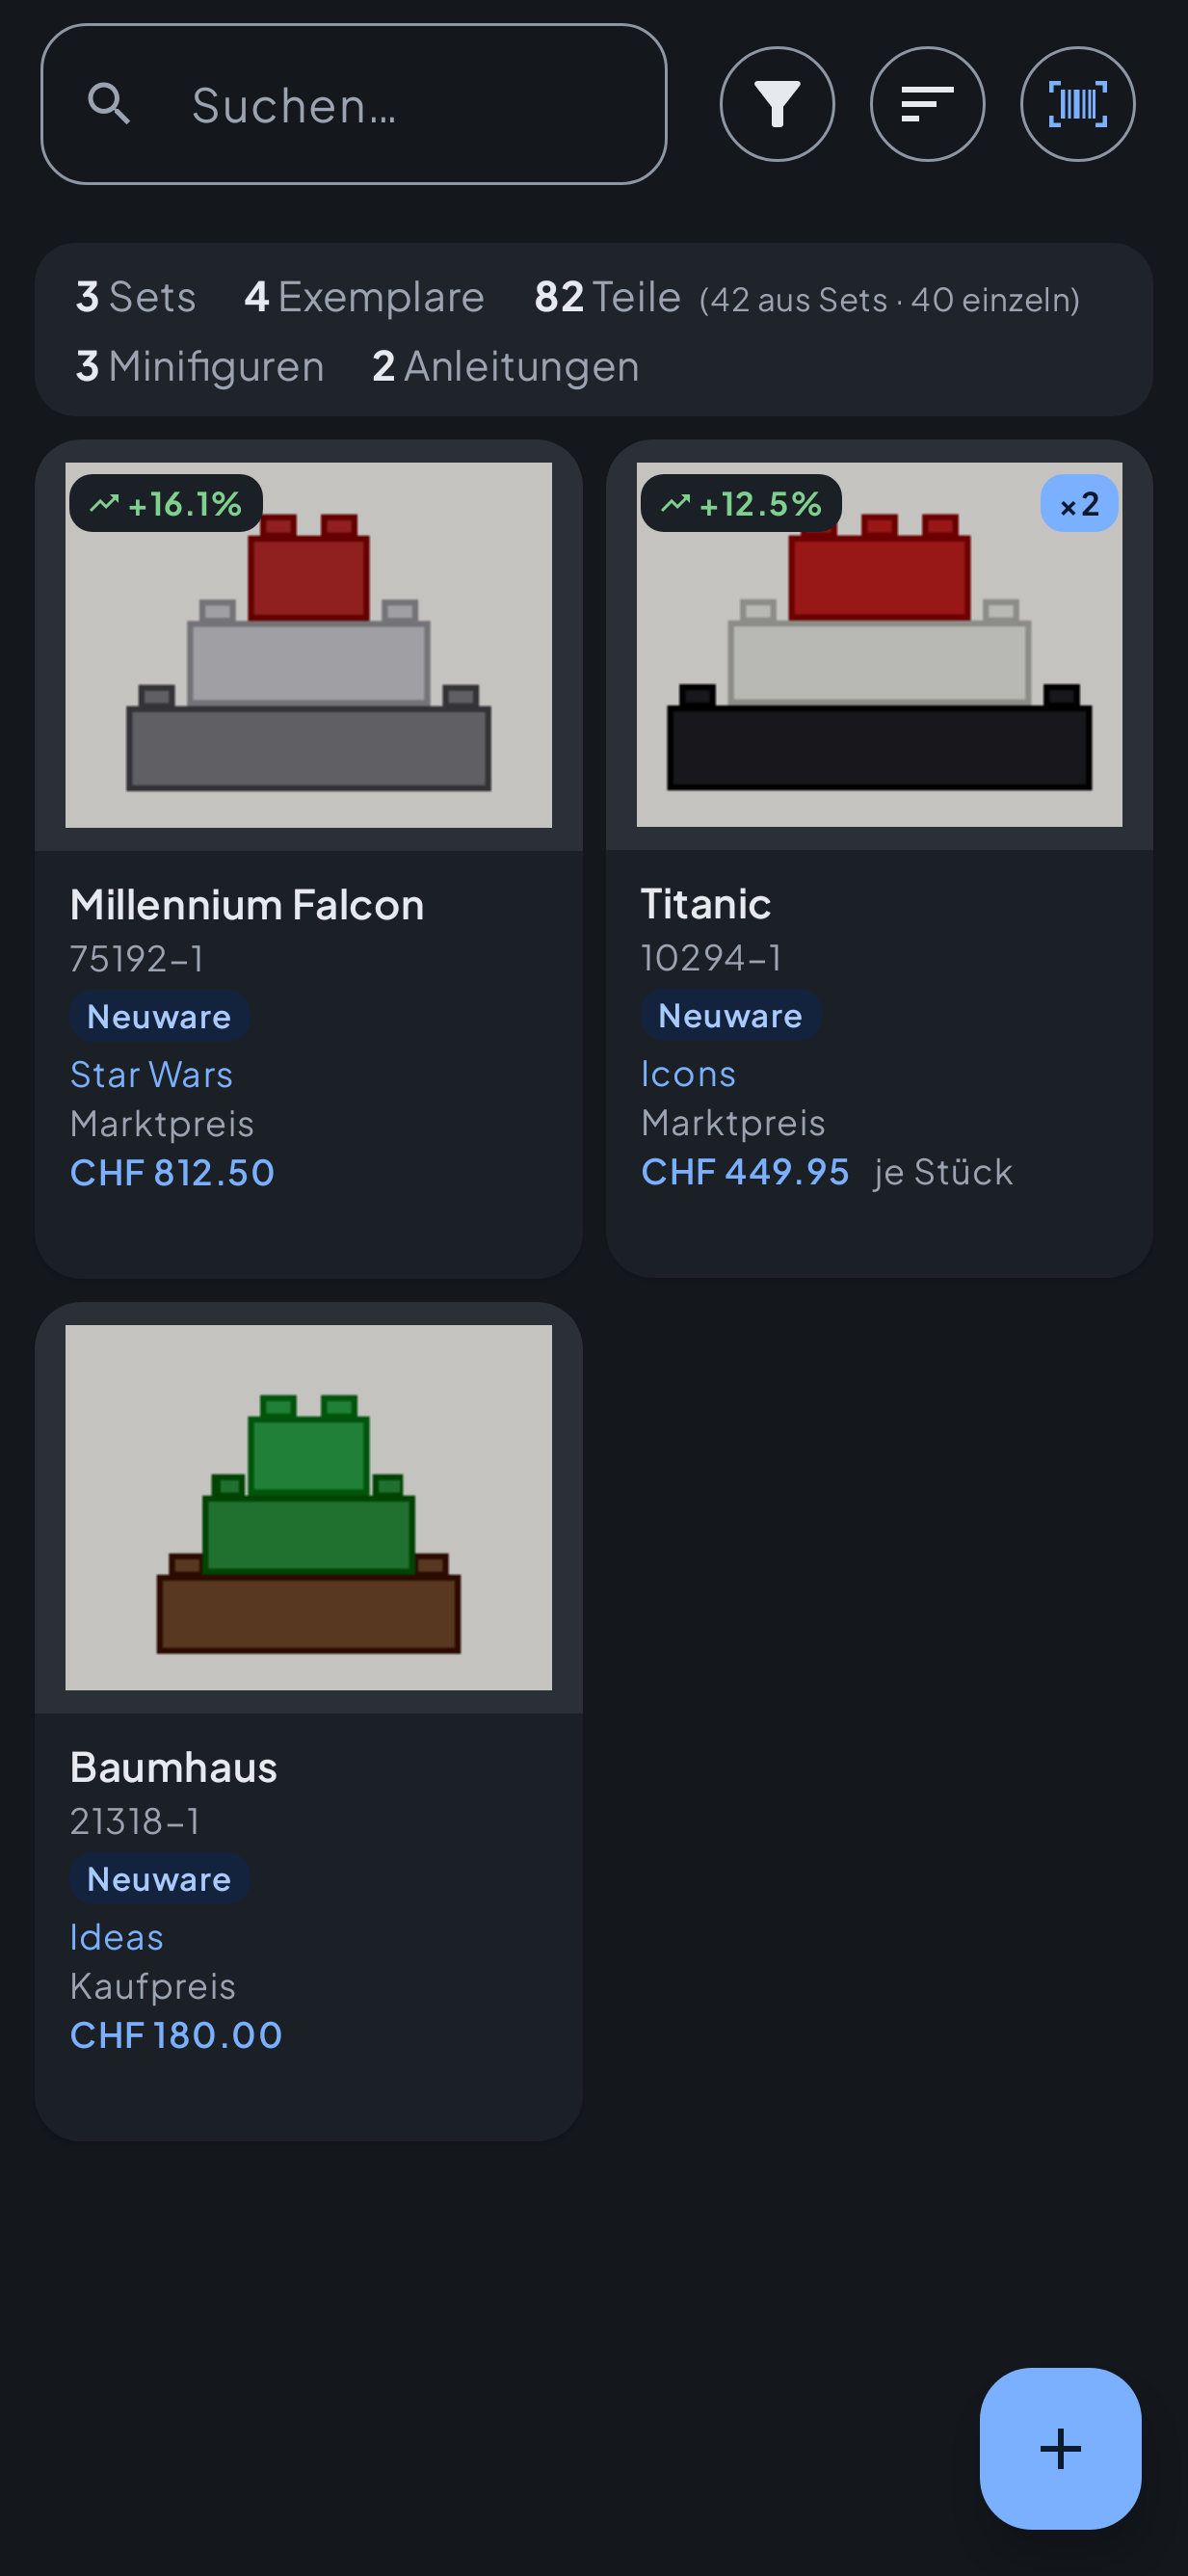 Suchen...
3 Sets 4 Exemplare 82 Teile (42 aus Sets · 40 einzeln)
3 Minifiguren 2 Anleitungen
+16.1%
Millennium Falcon
75192-1
Neuware
Star Wars
Marktpreis
CHF 812.50
+12.5% ×2
Titanic
10294-1
Neuware
Icons
Marktpreis
CHF 449.95 je Stück
Baumhaus
21318-1
Neuware
Ideas
Kaufpreis
CHF 180.00
+